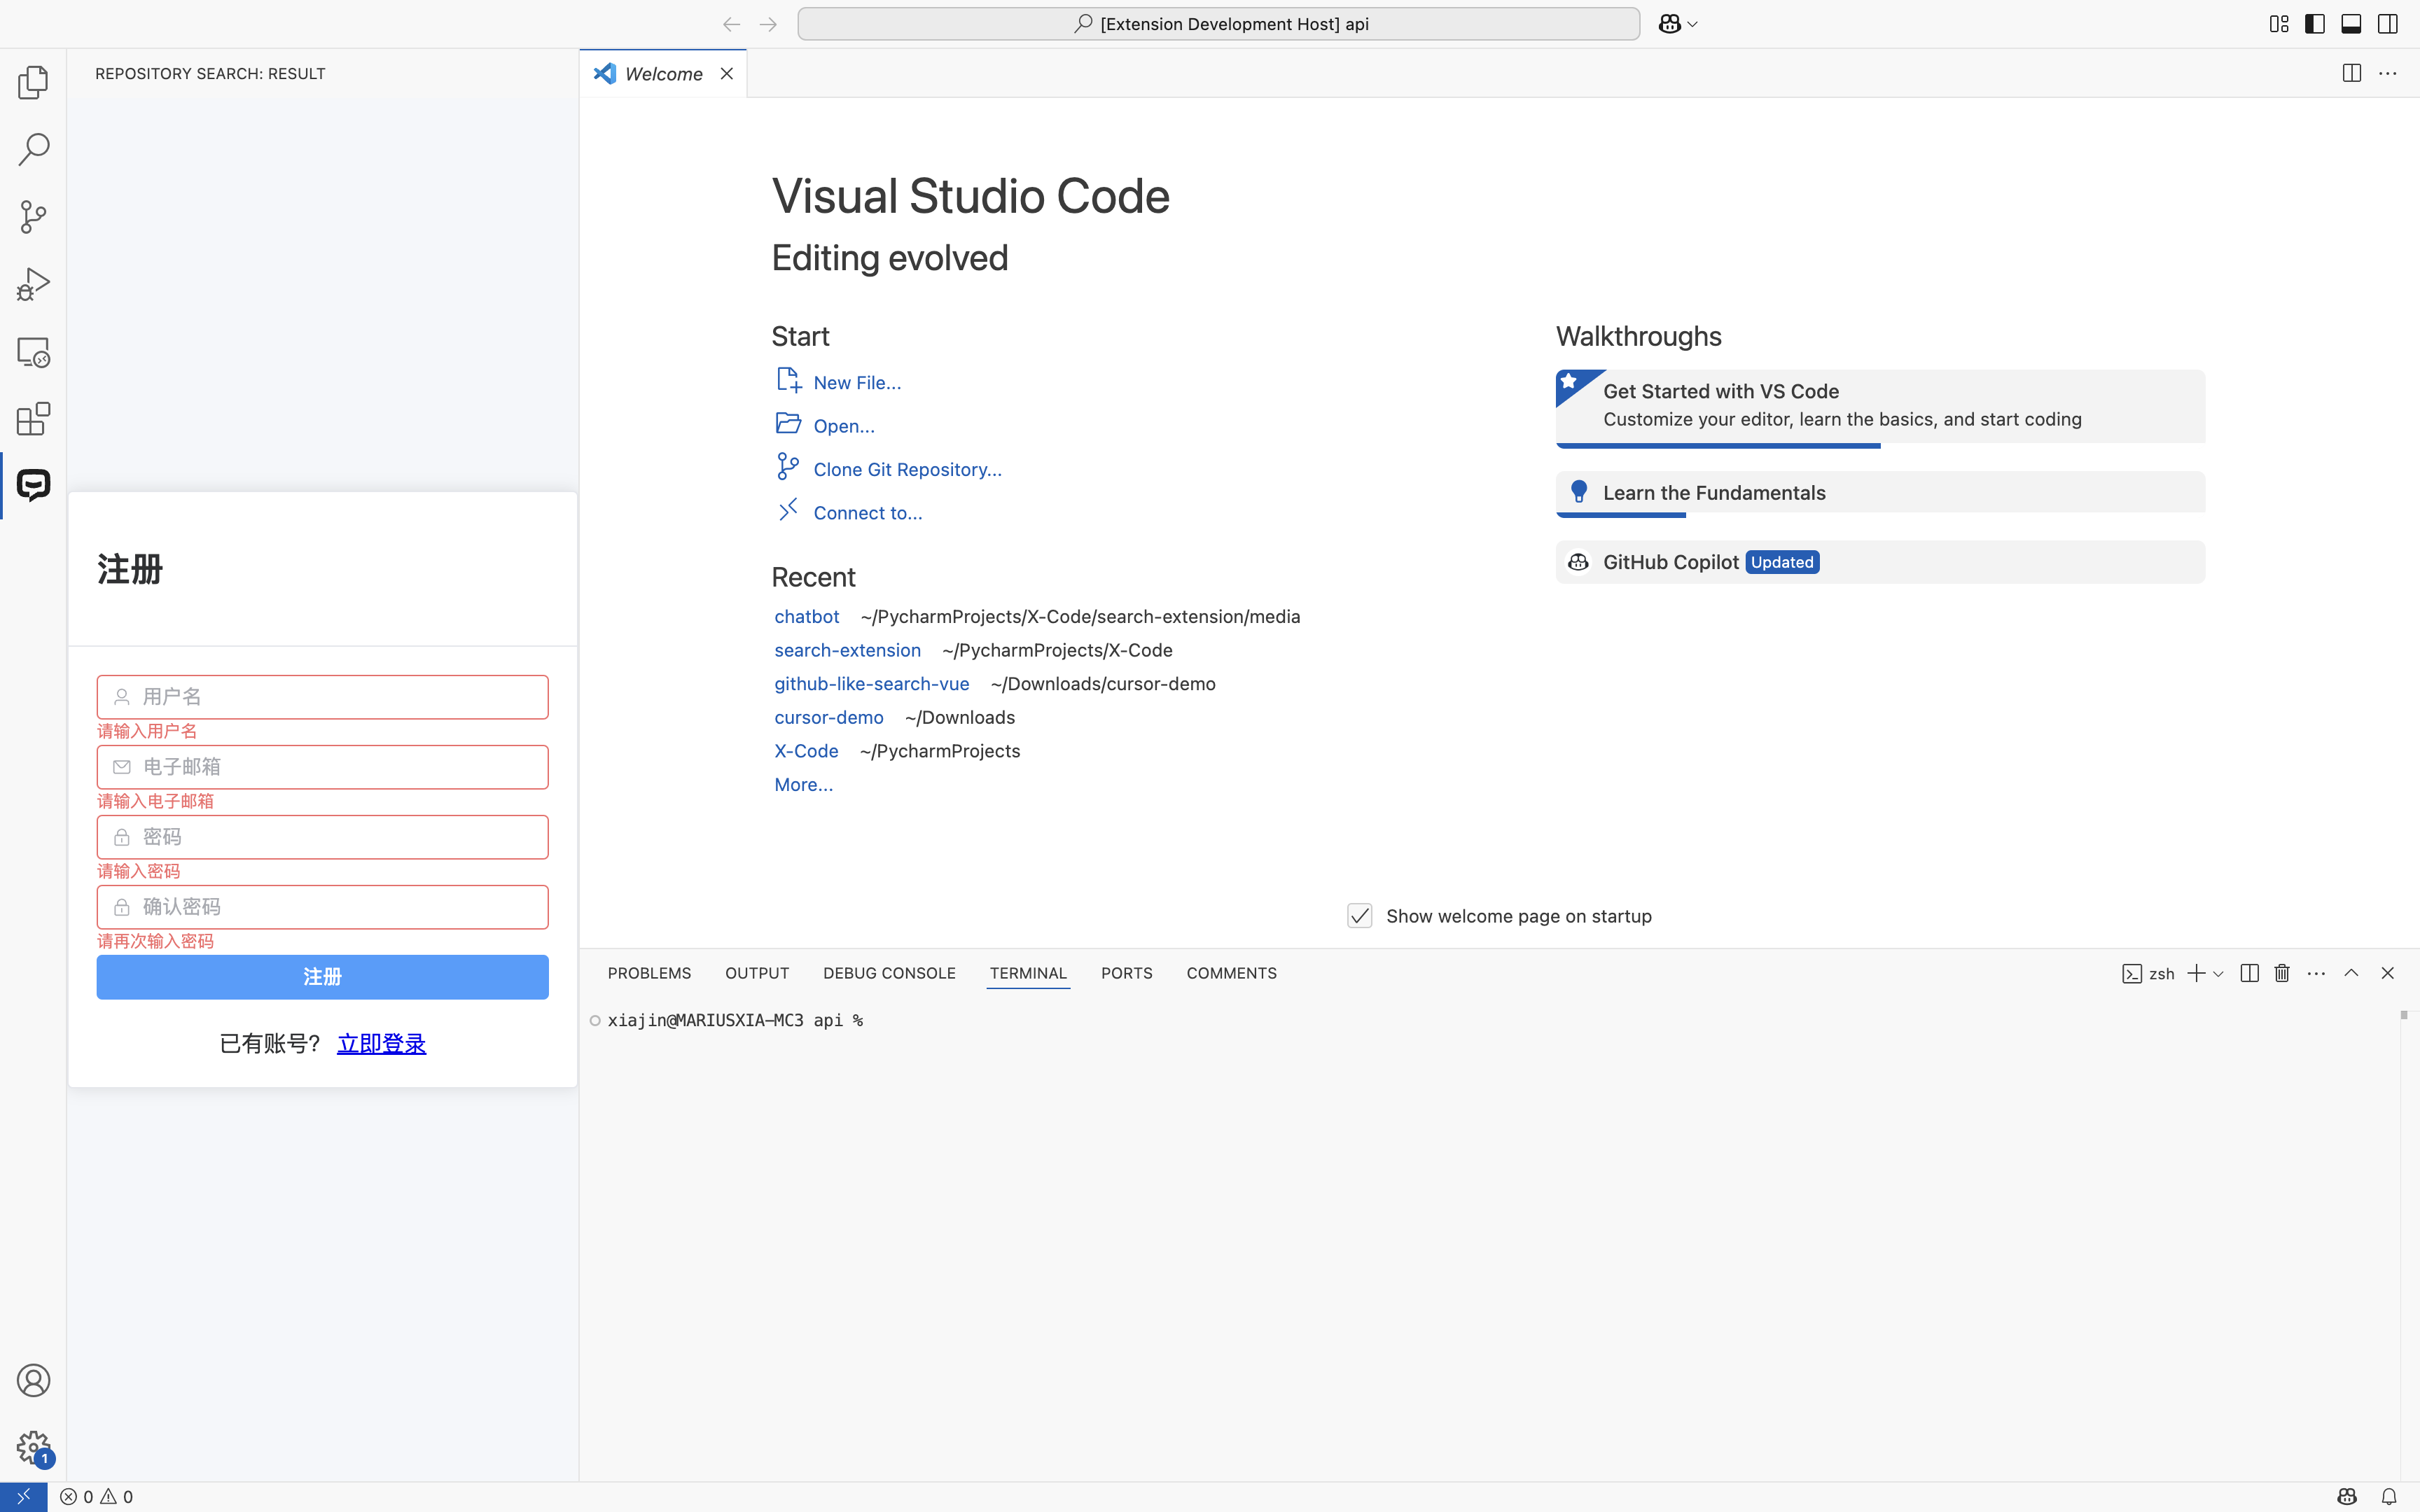 [Extension Development Host] api
REPOSITORY SEARCH: RESULT
Welcome
Visual Studio Code
Editing evolved
Start
New File...
Open...
Clone Git Repository...
Connect to...
Recent
chatbot ~/PycharmProjects/X-Code/search-extension/media
search-extension ~/PycharmProjects/X-Code
github-like-search-vue ~/Downloads/cursor-demo
cursor-demo ~/Downloads
X-Code ~/PycharmProjects
More...
Walkthroughs
Get Started with VS Code
Customize your editor, learn the basics, and start coding
Learn the Fundamentals
GitHub Copilot Updated
Show welcome page on startup
注册
用户名
请输入用户名
电子邮箱
请输入电子邮箱
密码
请输入密码
确认密码
请再次输入密码
注册
已有账号? 立即登录
PROBLEMS OUTPUT DEBUG CONSOLE TERMINAL PORTS COMMENTS
zsh
xiajin@MARIUSXIA-MC3 api %
1
0 0